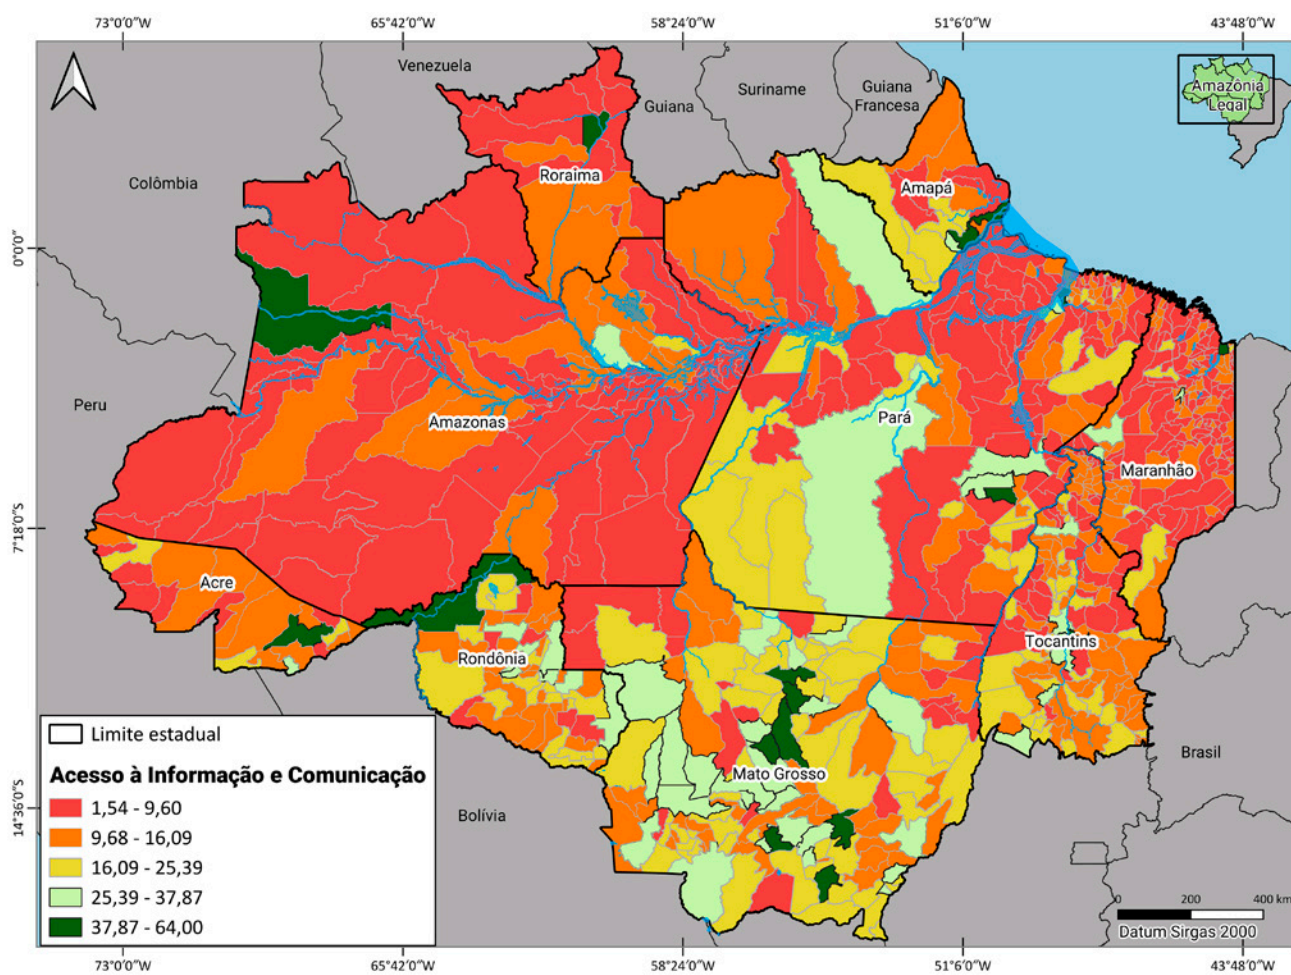 73°0'0"W
65°42'0"W
58°24'0"W
51°6'0"W
43°48'0"W
Venezuela
Guiana
Suriname
Guiana
Francesa
Amazônia
Legal
Colômbia
Roraima
Amapá
0°0'0"
Peru
Amazonas
Pará
Maranhão
7°18'0"S
Acre
Rondônia
Tocantins
Mato Grosso
Brasil
Bolívia
14°36'0"S
Limite estadual
Acesso à Informação e Comunicação
1,54 - 9,60
9,68 - 16,09
16,09 - 25,39
25,39 - 37,87
37,87 - 64,00
0 200 400 km
Datum Sirgas 2000
73°0'0"W
65°42'0"W
58°24'0"W
51°6'0"W
43°48'0"W